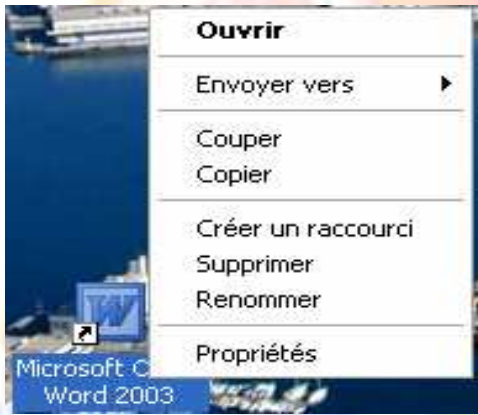 Ouvrir
Envoyer vers
Couper
Copier
Créer un raccourci
Supprimer
Renommer
Propriétés
Microsoft
Word 2003